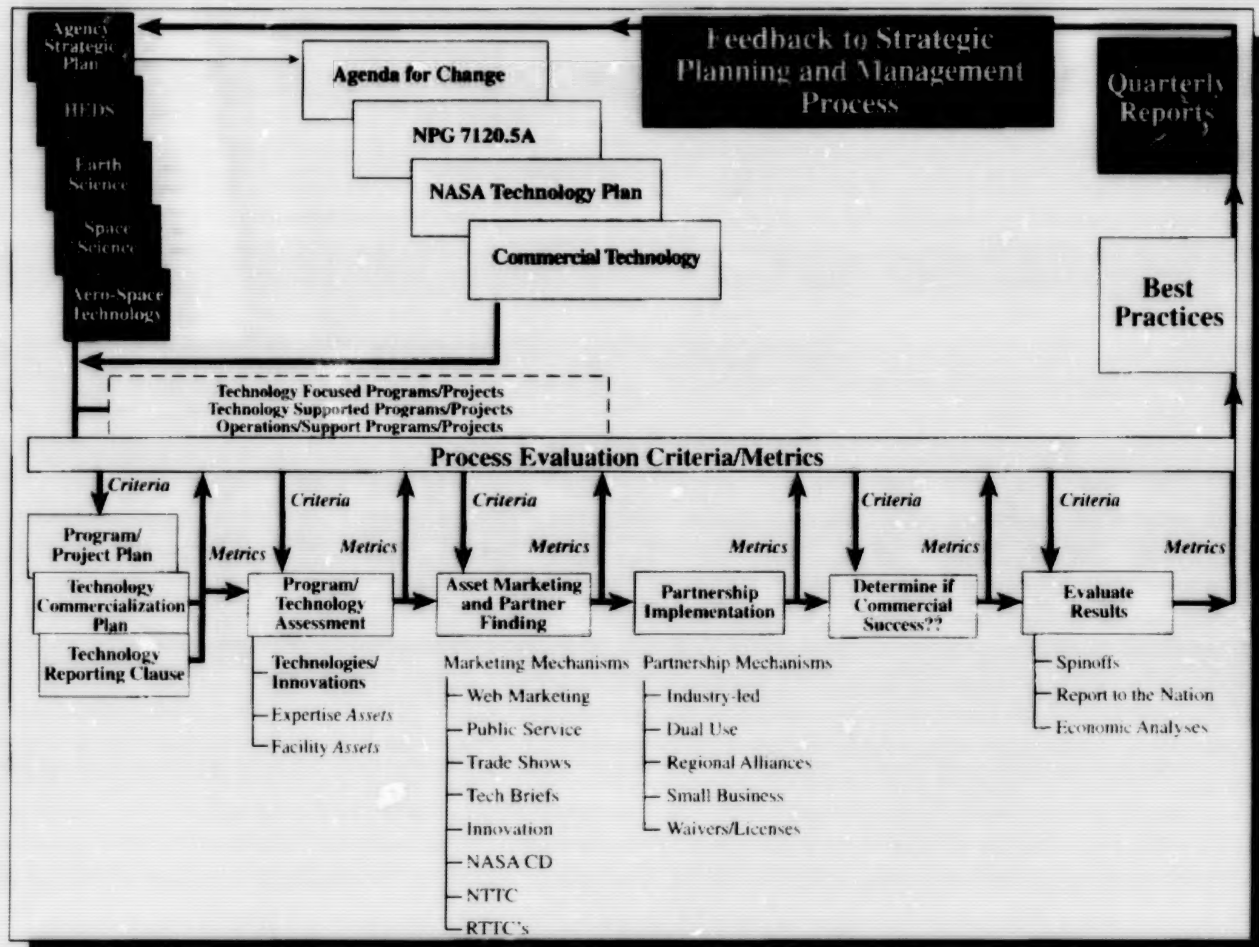 Agency
Strategic
Plan
HEDS
Earth
Science
Space
Science
Aero-Space
Technology
Agenda for Change
NPG 7120.5A
NASA Technology Plan
Commercial Technology
Feedback to Strategic
Planning and Management
Process
Quarterly
Reports
Best
Practices
Technology Focused Programs/Projects
Technology Supported Programs/Projects
Operations/Support Programs/Projects
Process Evaluation Criteria/Metrics
Criteria
Criteria
Criteria
Criteria
Criteria
Metrics
Metrics
Metrics
Metrics
Metrics
Metrics
Program/
Project Plan
Technology
Commercialization
Plan
Technology
Reporting Clause
Program/
Technology
Assessment
Technologies/
Innovations
Expertise Assets
Facility Assets
Asset Marketing
and Partner
Finding
Marketing Mechanisms
Web Marketing
Public Service
Trade Shows
Tech Briefs
Innovation
NASA CD
NTTC
RTTC's
Partnership
Implementation
Partnership Mechanisms
Industry-led
Dual Use
Regional Alliances
Small Business
Waivers/Licenses
Determine if
Commercial
Success??
Evaluate
Results
Spinoffs
Report to the Nation
Economic Analyses